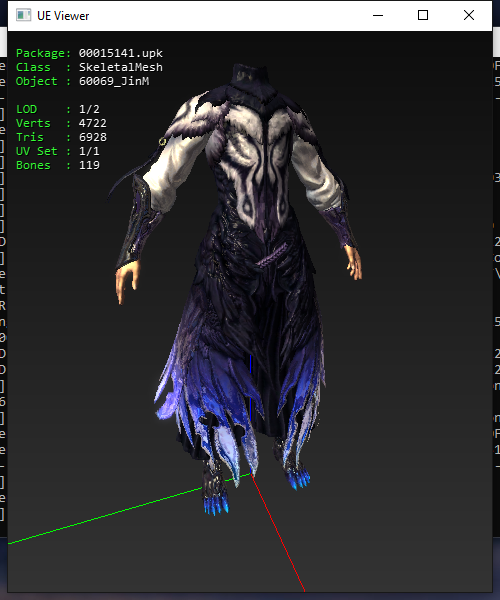 UE Viewer
Package: 00015141.upk
Class : SkeletalMesh
Object : 60069_JinM
LOD : 1/2
Verts : 4722
Tris : 6928
UV Set : 1/1
Bones : 119